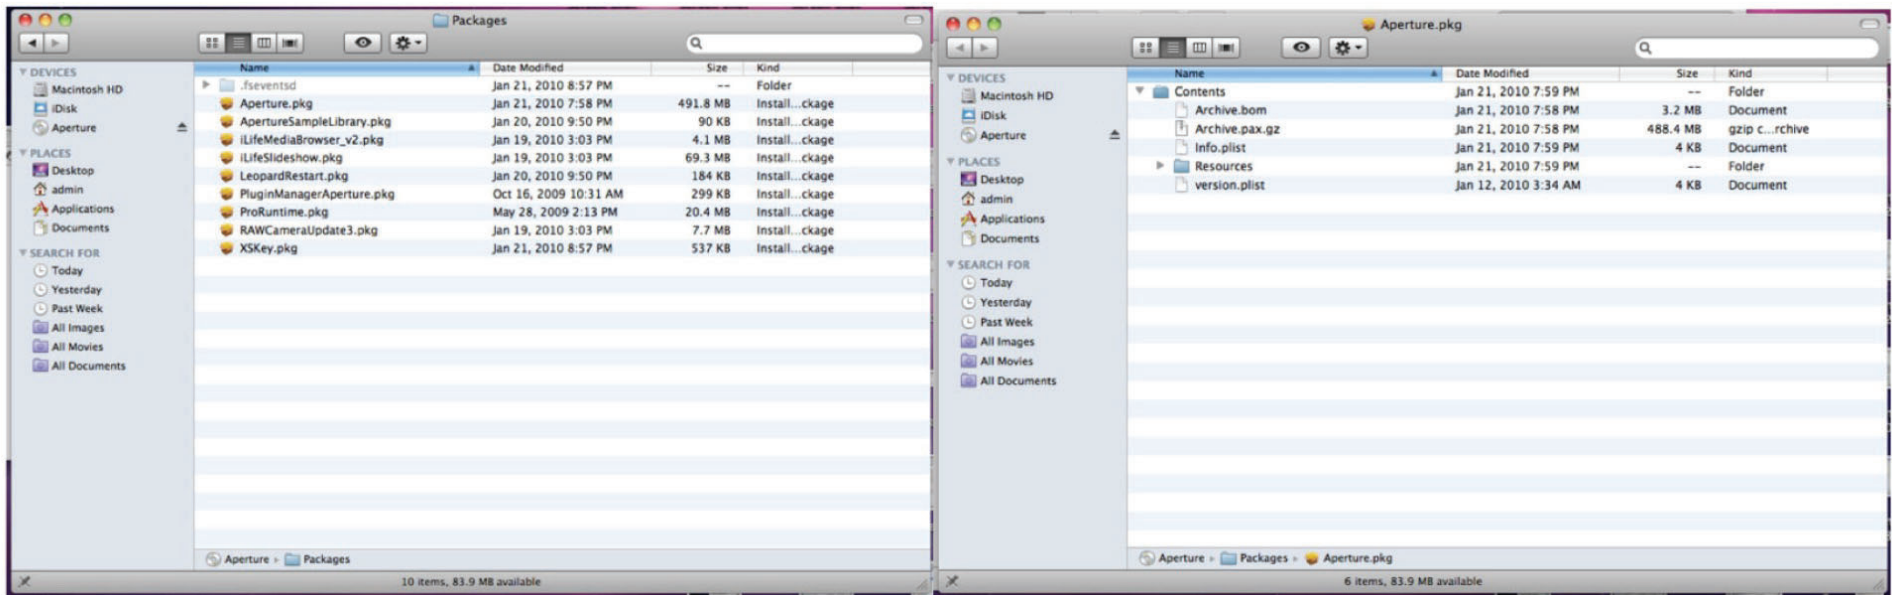 Packages
DEVICES
Macintosh HD
iDisk
Aperture
PLACES
Desktop
admin
Applications
Documents
SEARCH FOR
Today
Yesterday
Past Week
All Images
All Movies
All Documents
Name Date Modified Size Kind
.fseventsd Jan 21, 2010 8:57 PM -- Folder
Aperture.pkg Jan 21, 2010 7:58 PM 491.8 MB Install...ckage
ApertureSampleLibrary.pkg Jan 20, 2010 9:50 PM 90 KB Install...ckage
iLifeMediaBrowser_v2.pkg Jan 19, 2010 3:03 PM 4.1 MB Install...ckage
iLifeSlideshow.pkg Jan 19, 2010 3:03 PM 69.3 MB Install...ckage
LeopardRestart.pkg Jan 20, 2010 9:50 PM 184 KB Install...ckage
PluginManagerAperture.pkg Oct 16, 2009 10:31 AM 299 KB Install...ckage
ProRuntime.pkg May 28, 2009 2:13 PM 20.4 MB Install...ckage
RAWCameraUpdate3.pkg Jan 19, 2010 3:03 PM 7.7 MB Install...ckage
XSKey.pkg Jan 21, 2010 8:57 PM 537 KB Install...ckage
Aperture Packages
10 items, 83.9 MB available
Aperture.pkg
DEVICES
Macintosh HD
iDisk
Aperture
PLACES
Desktop
admin
Applications
Documents
SEARCH FOR
Today
Yesterday
Past Week
All Images
All Movies
All Documents
Name Date Modified Size Kind
Contents Jan 21, 2010 7:59 PM -- Folder
Archive.bom Jan 21, 2010 7:58 PM 3.2 MB Document
Archive.pax.gz Jan 21, 2010 7:58 PM 488.4 MB gzip c...rchive
Info.plist Jan 21, 2010 7:59 PM 4 KB Document
Resources Jan 21, 2010 7:59 PM -- Folder
version.plist Jan 12, 2010 3:34 AM 4 KB Document
Aperture Packages Aperture.pkg
6 items, 83.9 MB available